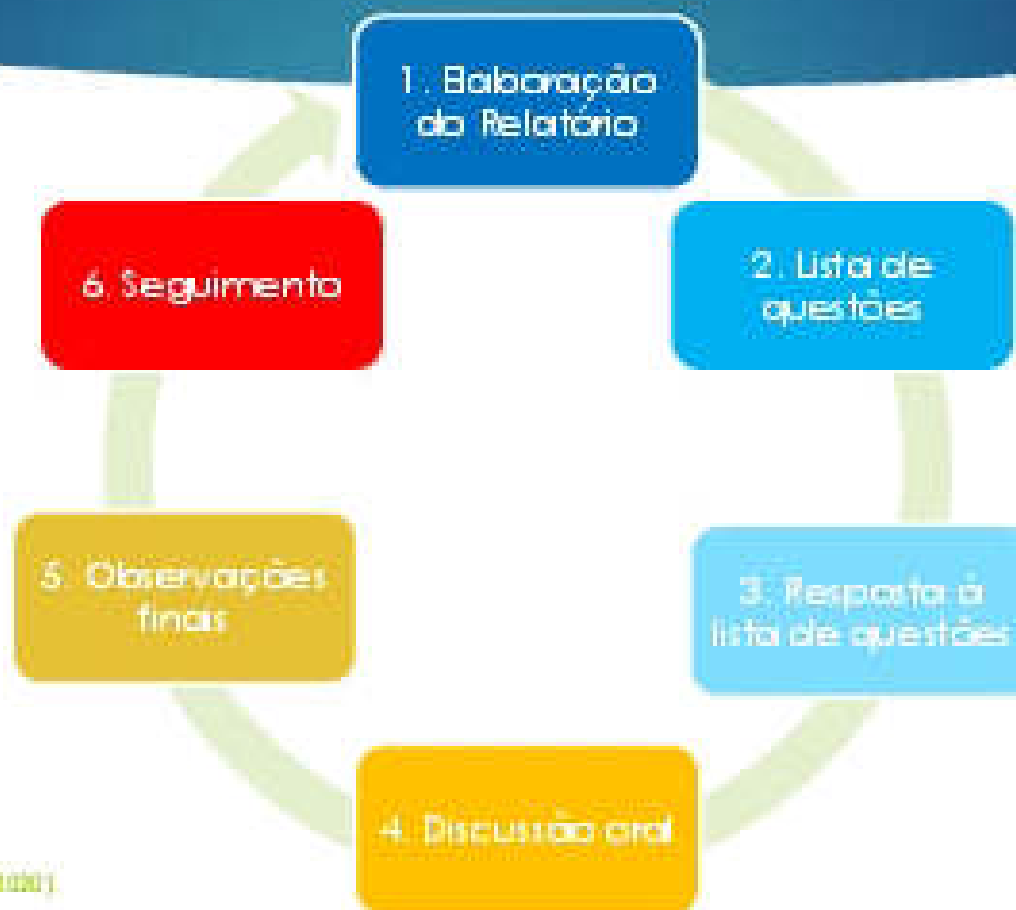 1. Elaboração
do Relatório
2. Lista de
questões
3. Resposta à
lista de questões
4. Discussão oral
5. Observações
finais
6. Seguimento